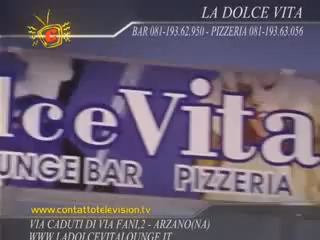 LA DOLCE VITA
BAR 081-193.62.950 - PIZZERIA 081-193.63.056
lceVita
UNGE BAR PIZZERIA
www.contattotelevision.tv
VIA CADUTI DI VIA FANI,2 - ARZANO(NA)
WWW.LADOLCEVITALOUNGE.IT